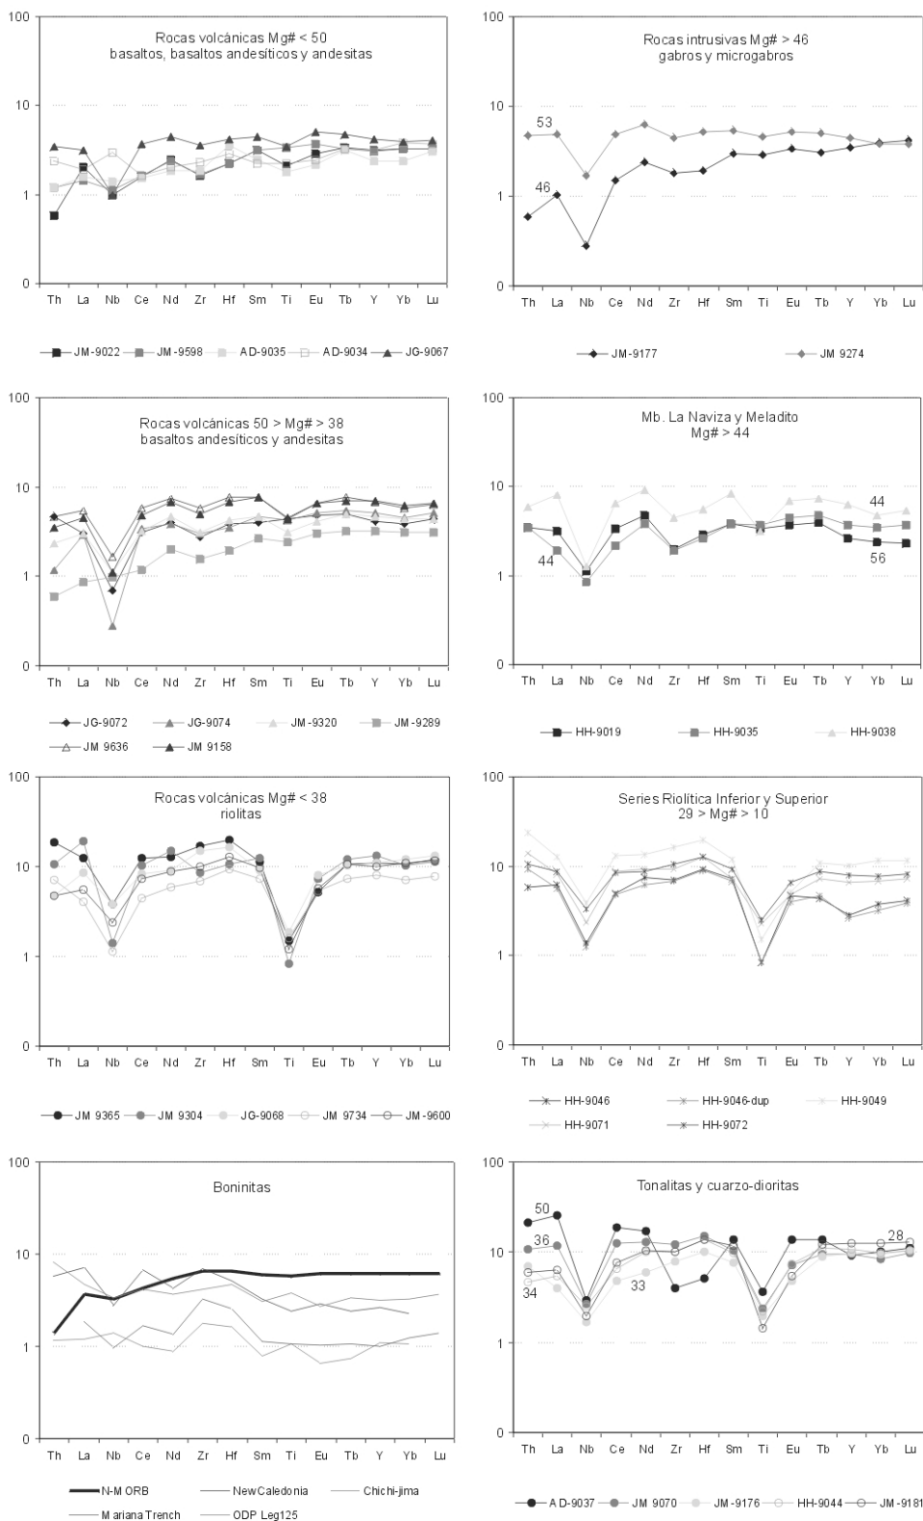 Rocas volcánicas Mg# < 50
basaltos, basaltos andesíticos y andesitas
100
10
1
0
Th La Nb Ce Nd Zr Hf Sm Ti Eu Tb Y Yb Lu
JM-9022 JM-9598 AD-9035 AD-9034 JG-9067
Rocas intrusivas Mg# > 46
gabros y microgabros
100
10
1
0
53
46
Th La Nb Ce Nd Zr Hf Sm Ti Eu Tb Y Yb Lu
JM-9177 JM 9274
Rocas volcánicas 50 > Mg# > 38
basaltos andesíticos y andesitas
100
10
1
0
Th La Nb Ce Nd Zr Hf Sm Ti Eu Tb Y Yb Lu
JG-9072 JG-9074 JM-9320 JM-9289
JM 9636 JM 9158
Mb. La Naviza y Meladito
Mg# > 44
100
10
1
0
44
44
56
Th La Nb Ce Nd Zr Hf Sm Ti Eu Tb Y Yb Lu
HH-9019 HH-9035 HH-9038
Rocas volcánicas Mg# < 38
riolitas
100
10
1
0
Th La Nb Ce Nd Zr Hf Sm Ti Eu Tb Y Yb Lu
JM 9365 JM 9304 JG-9068 JM 9734 JM-9600
Series Riolítica Inferior y Superior
29 > Mg# > 10
100
10
1
0
Th La Nb Ce Nd Zr Hf Sm Ti Eu Tb Y Yb Lu
HH-9046 HH-9046-dup HH-9049
HH-9071 HH-9072
Boninitas
100
10
1
0
Th La Nb Ce Nd Zr Hf Sm Ti Eu Tb Y Yb Lu
N-MORB New Caledonia Chichi-jima
Mariana Trench ODP Leg125
Tonalitas y cuarzo-dioritas
100
10
1
0
50
36
34
33
28
Th La Nb Ce Nd Zr Hf Sm Ti Eu Tb Y Yb Lu
AD-9037 JM 9070 JM-9176 HH-9044 JM-9181